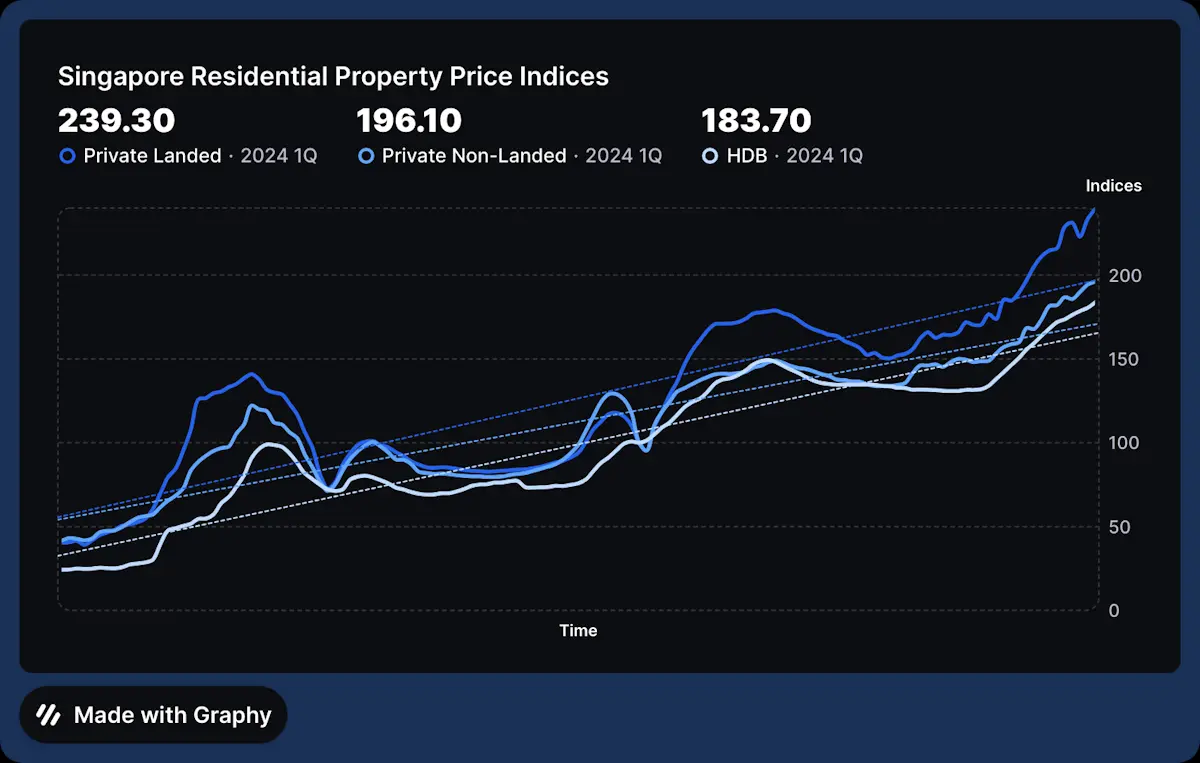 Singapore Residential Property Price Indices
239.30 196.10 183.70
Private Landed · 2024 1Q Private Non-Landed · 2024 1Q HDB · 2024 1Q
Indices
200
150
100
50
0
Time
Made with Graphy